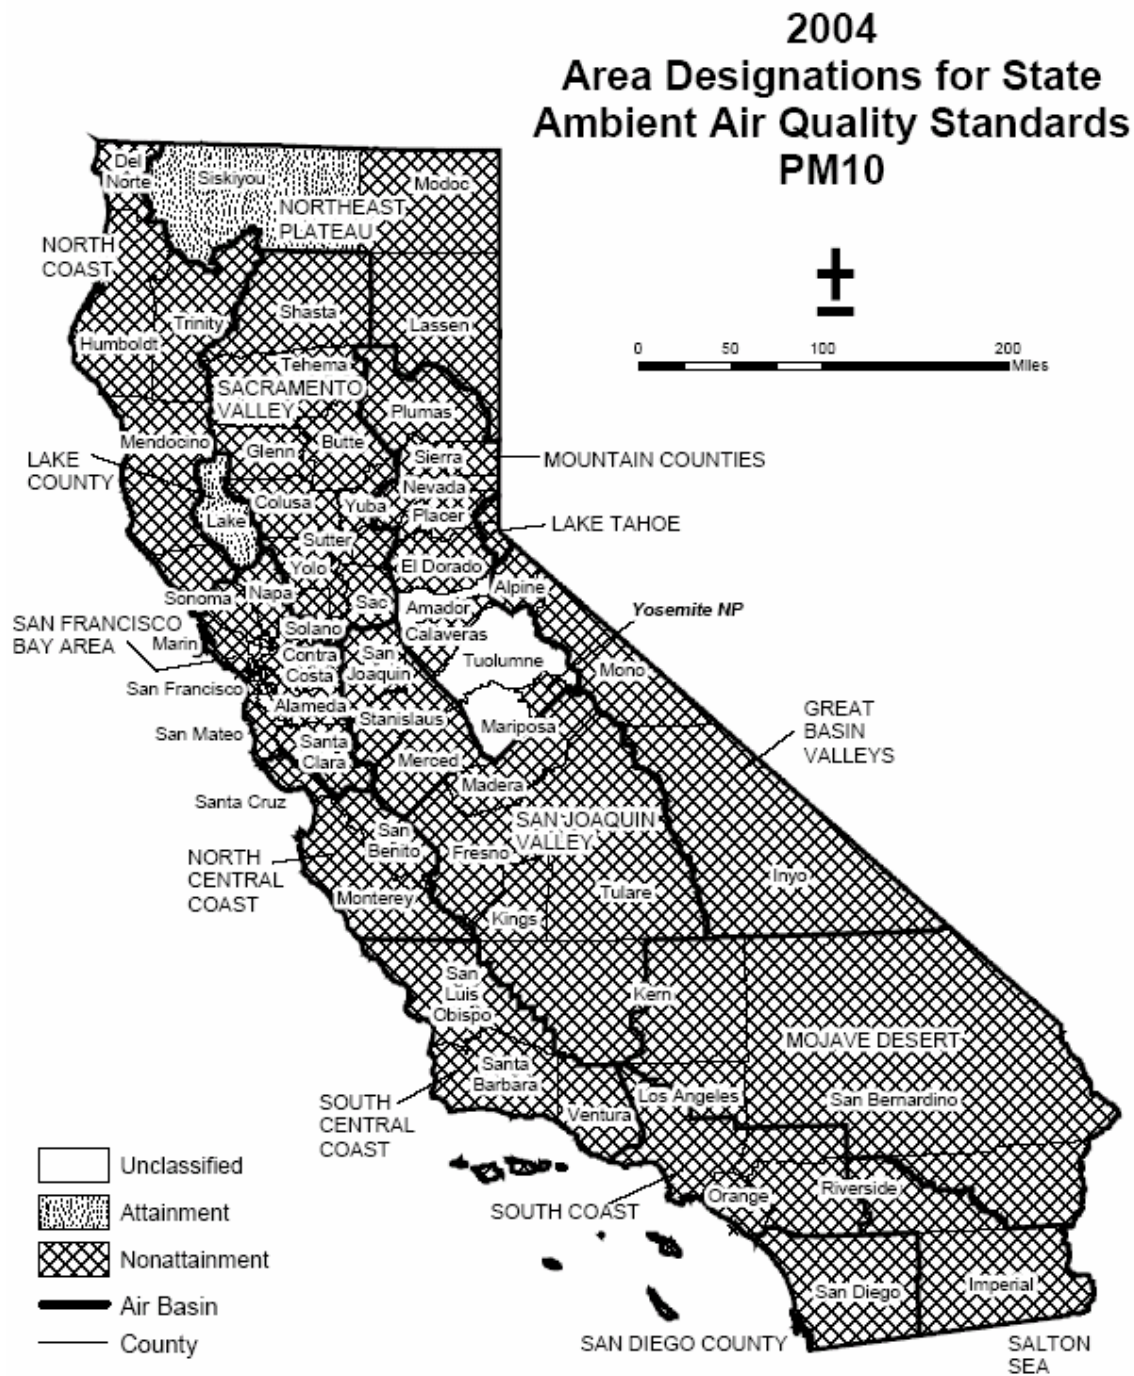 2004
Area Designations for State
Ambient Air Quality Standards
PM10
Del
Norte
Siskiyou
Modoc
NORTHEAST
PLATEAU
NORTH
COAST
Shasta
Trinity
Lassen
Humboldt
0 50 100 200
Miles
Tehema
SACRAMENTO
VALLEY
Plumas
Mendocino
Butte
Glenn
Sierra
LAKE
COUNTY
MOUNTAIN COUNTIES
Nevada
Colusa
Yuba
Placer
Lake
LAKE TAHOE
Sutter
Yolo
El Dorado
Alpine
Napa
Sonoma
Sac
Amador
Yosemite NP
SAN FRANCISCO
BAY AREA
Solano
Calaveras
Marin
Contra
Costa
San
Joaquin
Tuolumne
Mono
San Francisco
Alameda
Stanislaus
GREAT
BASIN
VALLEYS
Mariposa
San Mateo
Santa
Clara
Merced
Madera
Santa Cruz
SAN JOAQUIN
VALLEY
San
Benito
Fresno
NORTH
CENTRAL
COAST
Inyo
Tulare
Monterey
Kings
San
Luis
Obispo
Kern
MOJAVE DESERT
Santa
Barbara
Los Angeles
San Bernardino
SOUTH
CENTRAL
COAST
Ventura
Unclassified
Orange
Riverside
Attainment
SOUTH COAST
Nonattainment
San Diego
Imperial
Air Basin
County
SAN DIEGO COUNTY
SALTON
SEA